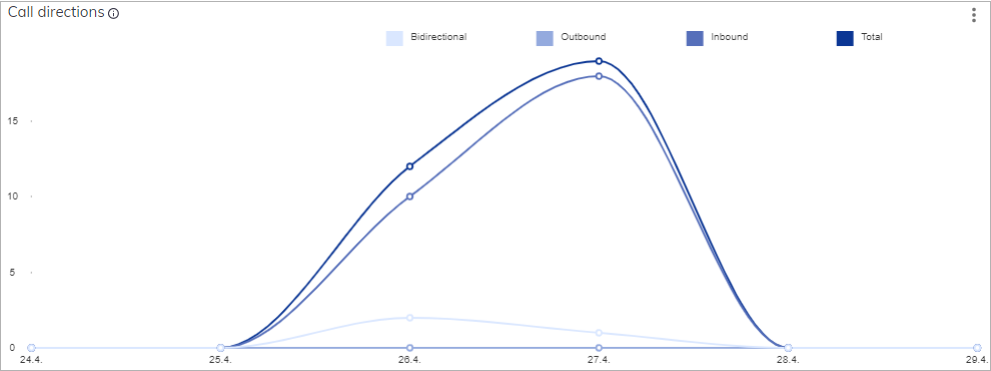 Call directions
Bidirectional Outbound Inbound Total
15
10
5
0
24.4. 25.4. 26.4. 27.4. 28.4. 29.4.